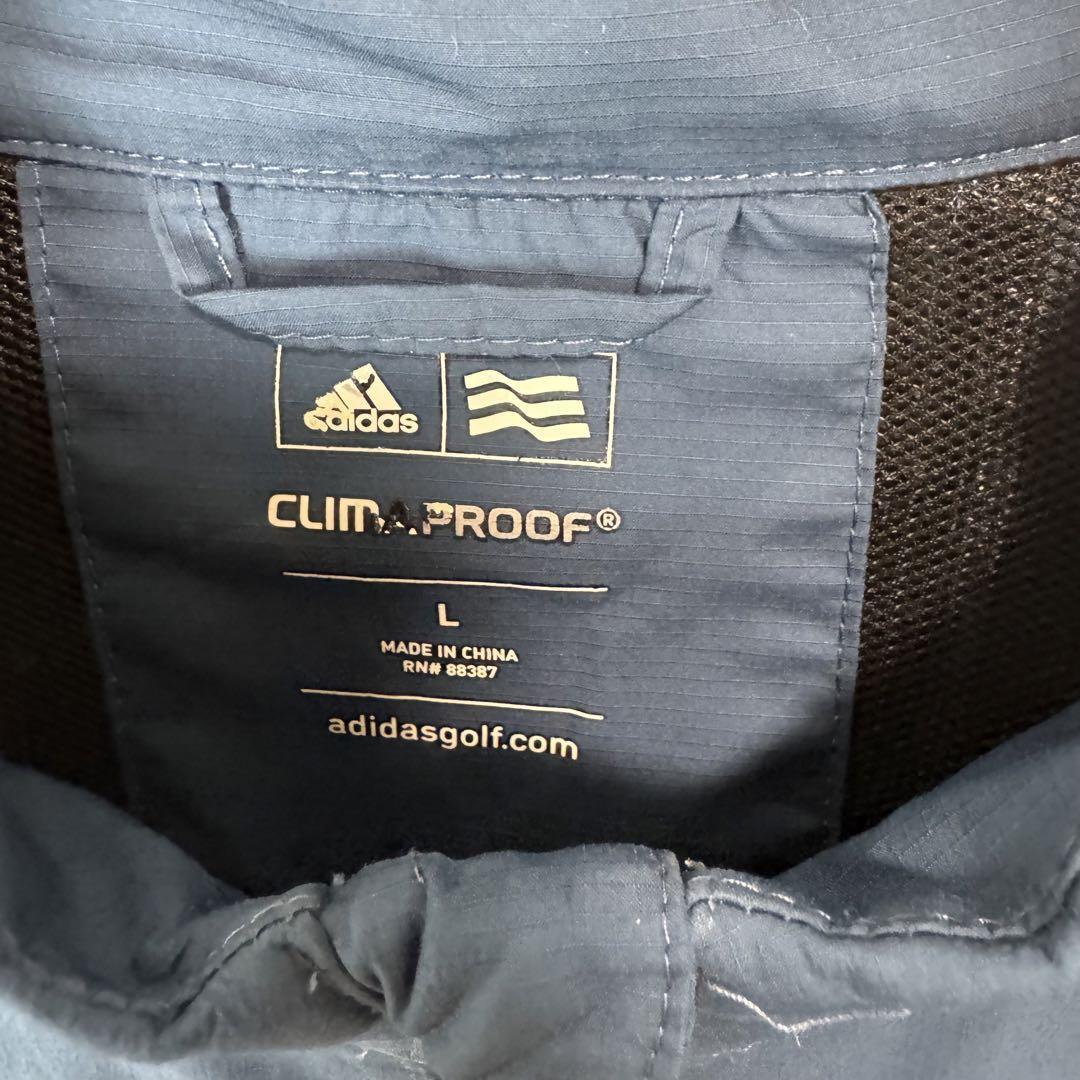 adidas
CLIMAPROOF®
L
MADE IN CHINA
RN# 88387
adidasgolf.com